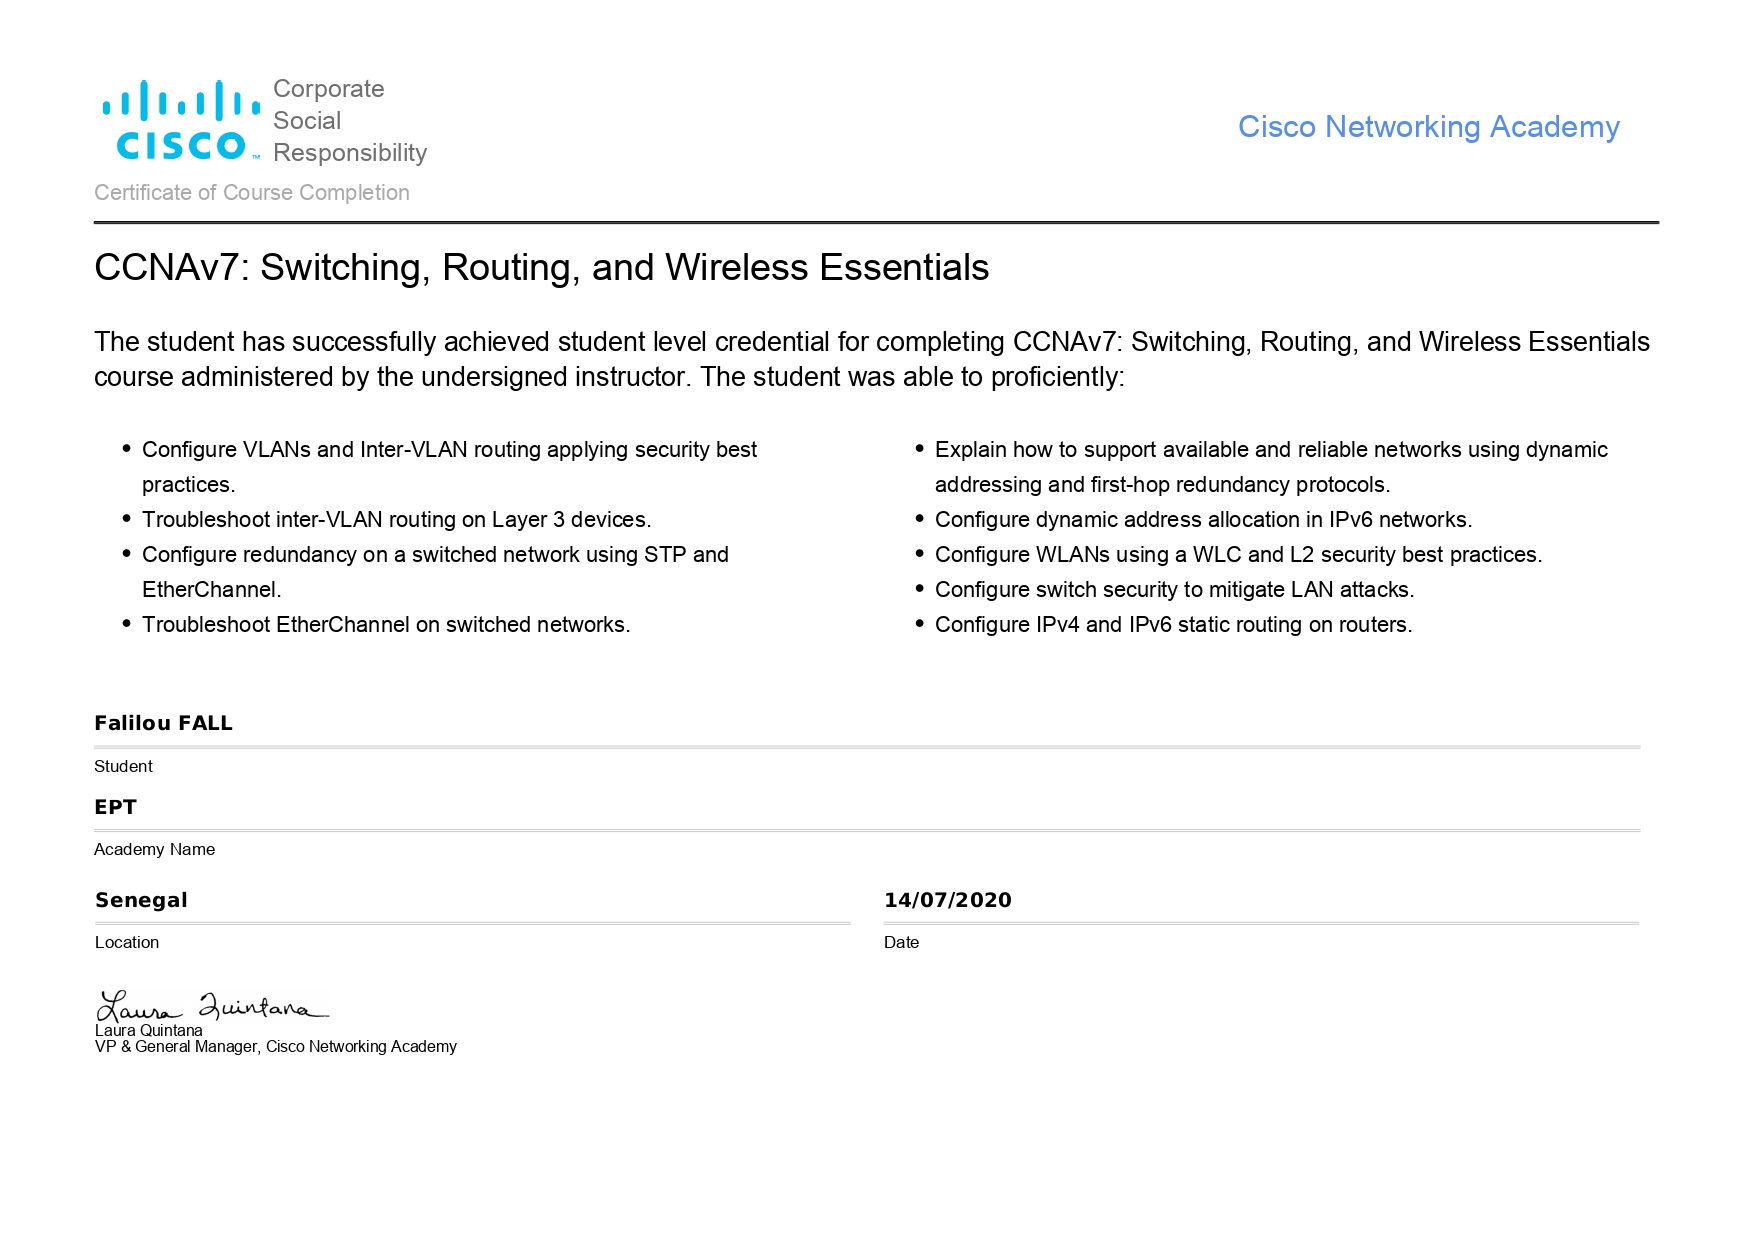 Corporate
Social
Responsibility
CISCO™
Cisco Networking Academy
Certificate of Course Completion
CCNAv7: Switching, Routing, and Wireless Essentials
The student has successfully achieved student level credential for completing CCNAv7: Switching, Routing, and Wireless Essentials
course administered by the undersigned instructor. The student was able to proficiently:
• Configure VLANs and Inter-VLAN routing applying security best
practices.
• Troubleshoot inter-VLAN routing on Layer 3 devices.
• Configure redundancy on a switched network using STP and
EtherChannel.
• Troubleshoot EtherChannel on switched networks.
• Explain how to support available and reliable networks using dynamic
addressing and first-hop redundancy protocols.
• Configure dynamic address allocation in IPv6 networks.
• Configure WLANs using a WLC and L2 security best practices.
• Configure switch security to mitigate LAN attacks.
• Configure IPv4 and IPv6 static routing on routers.
Falilou FALL
Student
EPT
Academy Name
Senegal
Location
14/07/2020
Date
Laura Quintana
Laura Quintana
VP & General Manager, Cisco Networking Academy